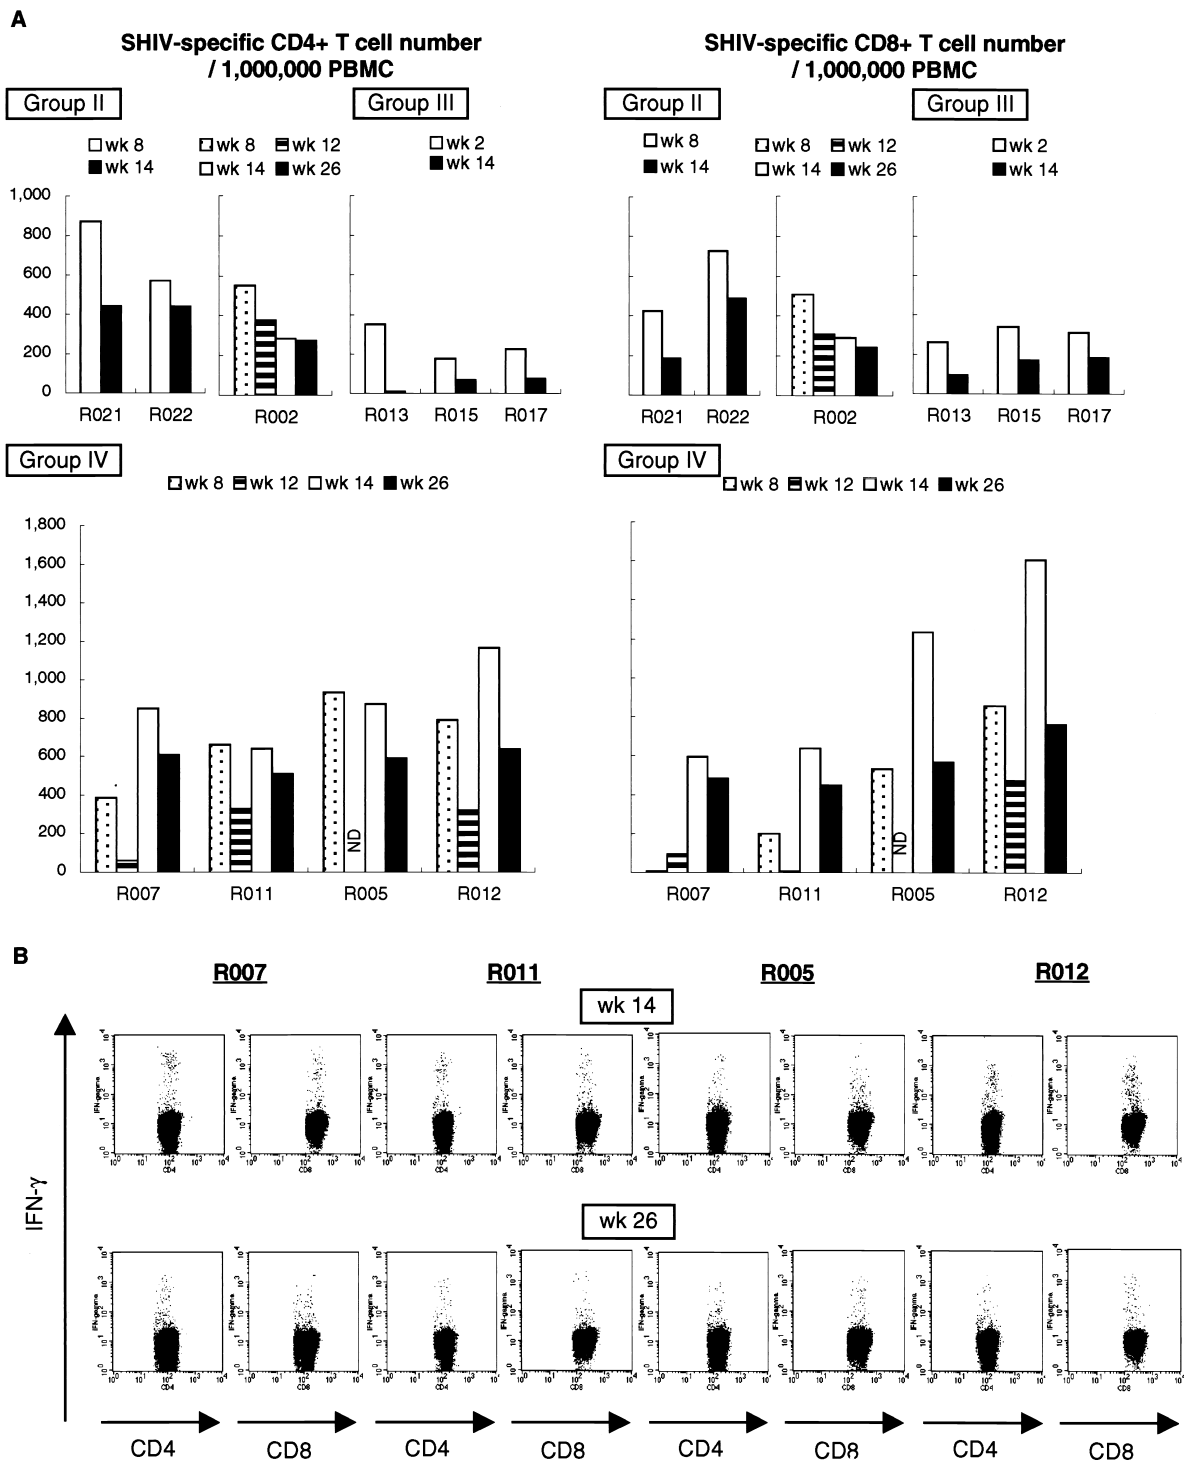 A
SHIV-specific CD4+ T cell number
/ 1,000,000 PBMC
SHIV-specific CD8+ T cell number
/ 1,000,000 PBMC
Group II
Group III
Group II
Group III
wk 8
wk 14
wk 8 wk 12
wk 14 wk 26
wk 2
wk 14
wk 8
wk 14
wk 8 wk 12
wk 14 wk 26
wk 2
wk 14
1,000
800
600
400
200
0
R021 R022 R002 R013 R015 R017
R021 R022 R002 R013 R015 R017
Group IV
Group IV
wk 8 wk 12 wk 14 wk 26
wk 8 wk 12 wk 14 wk 26
1,800
1,600
1,400
1,200
1,000
800
600
400
200
0
ND
ND
R007 R011 R005 R012
R007 R011 R005 R012
B
R007 R011 R005 R012
wk 14
IFN-γ
wk 26
CD4 CD8 CD4 CD8 CD4 CD8 CD4 CD8